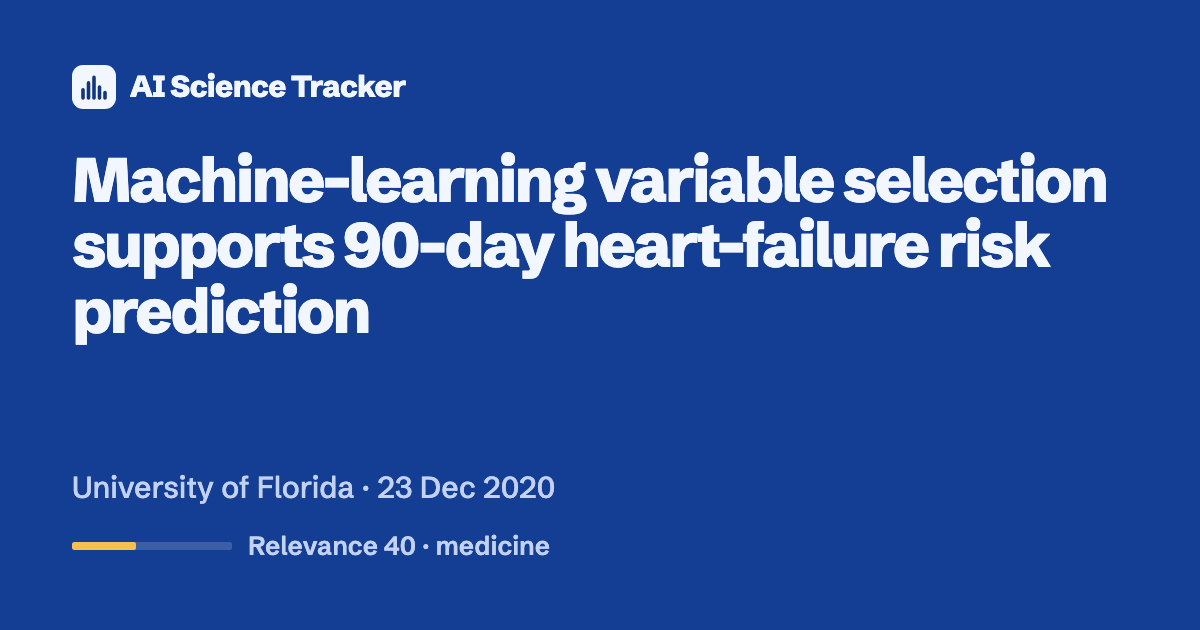 AI Science Tracker
Machine-learning variable selection
supports 90-day heart-failure risk
prediction
University of Florida · 23 Dec 2020
Relevance 40 · medicine